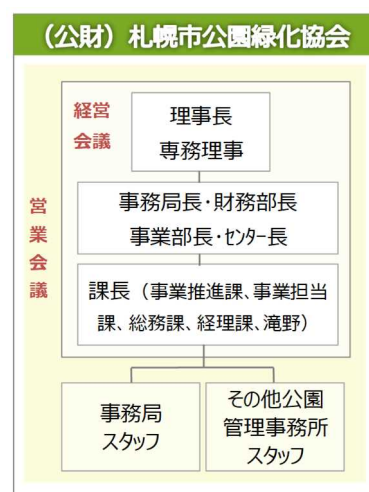 （公財）札幌市公園緑化協会
経営
会議
理事長
専務理事
営業会議
事務局長・財務部長
事業部長・ｾﾝﾀｰ長
課長（事業推進課、事業担当
課、総務課、経理課、滝野）
事務局
スタッフ
その他公園
管理事務所
スタッフ